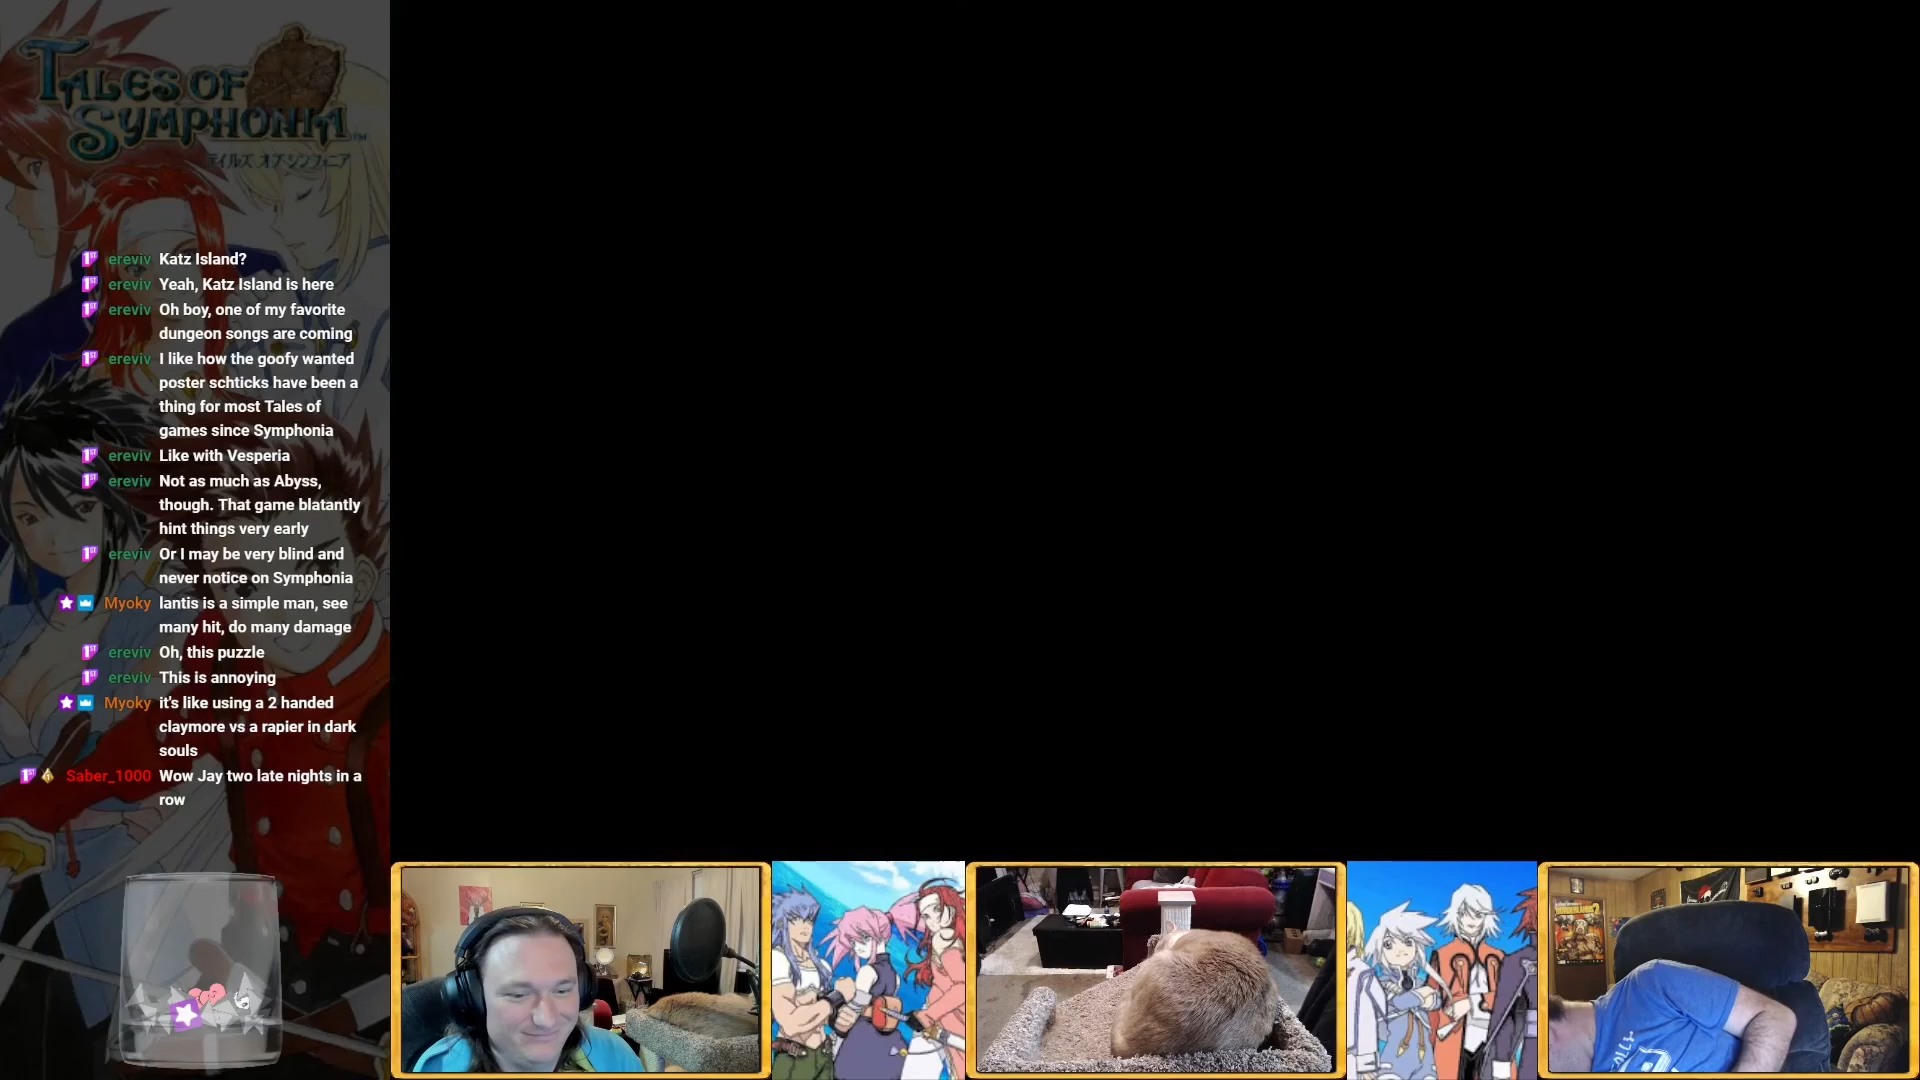 TALES OF
SYMPHONIA
テイルズ オブ シンフォニア
ereviv Katz Island?
ereviv Yeah, Katz Island is here
ereviv Oh boy, one of my favorite
dungeon songs are coming
ereviv I like how the goofy wanted
poster schticks have been a
thing for most Tales of
games since Symphonia
ereviv Like with Vesperia
ereviv Not as much as Abyss,
though. That game blatantly
hint things very early
ereviv Or I may be very blind and
never notice on Symphonia
Myoky lantis is a simple man, see
many hit, do many damage
ereviv Oh, this puzzle
ereviv This is annoying
Myoky it's like using a 2 handed
claymore vs a rapier in dark
souls
Saber_1000 Wow Jay two late nights in a
row